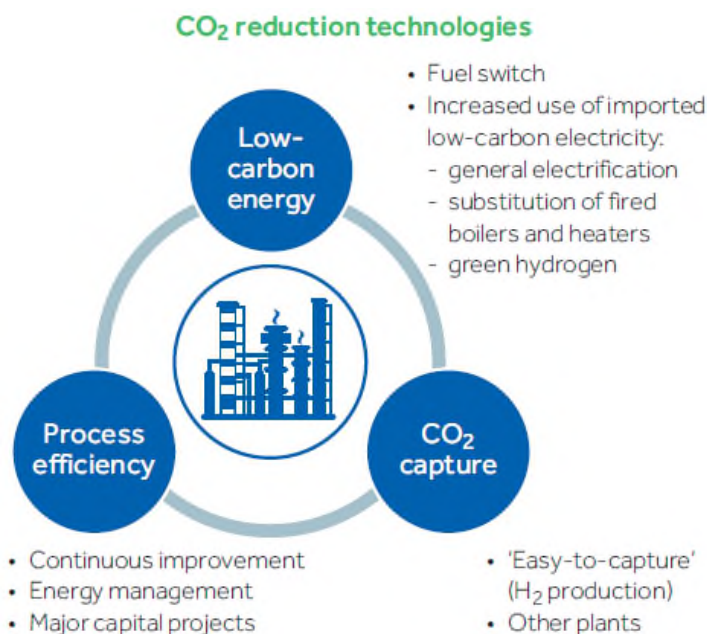 CO₂ reduction technologies
Low-
carbon
energy
• Fuel switch
• Increased use of imported
low-carbon electricity:
- general electrification
- substitution of fired
boilers and heaters
- green hydrogen
Process
efficiency
CO₂
capture
• Continuous improvement
• Energy management
• Major capital projects
• 'Easy-to-capture'
(H₂ production)
• Other plants